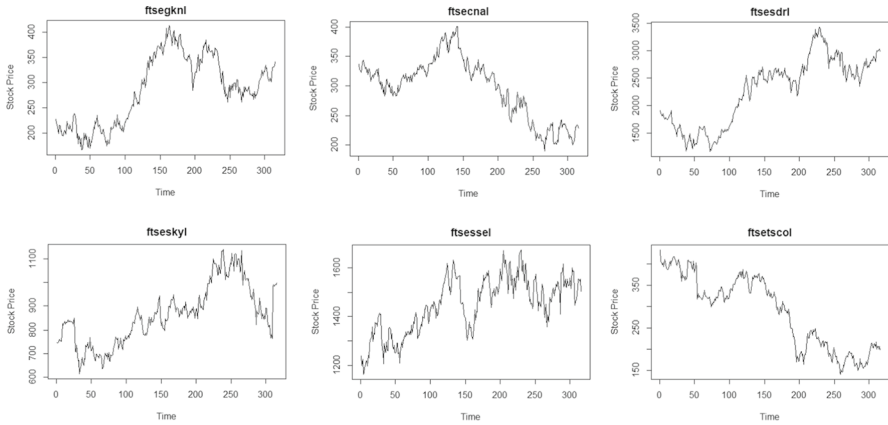 ftsegknl
Stock Price
400
350
300
250
200
0 50 100 150 200 250 300
Time
ftsecnal
Stock Price
400
350
300
250
200
0 50 100 150 200 250 300
Time
ftsesdrl
Stock Price
3500
3000
2500
1500
0 50 100 150 200 250 300
Time
ftseskyl
Stock Price
1100
900
800
700
600
0 50 100 150 200 250 300
Time
ftsessel
Stock Price
1600
1400
1200
0 50 100 150 200 250 300
Time
ftsetscol
Stock Price
350
250
150
0 50 100 150 200 250 300
Time